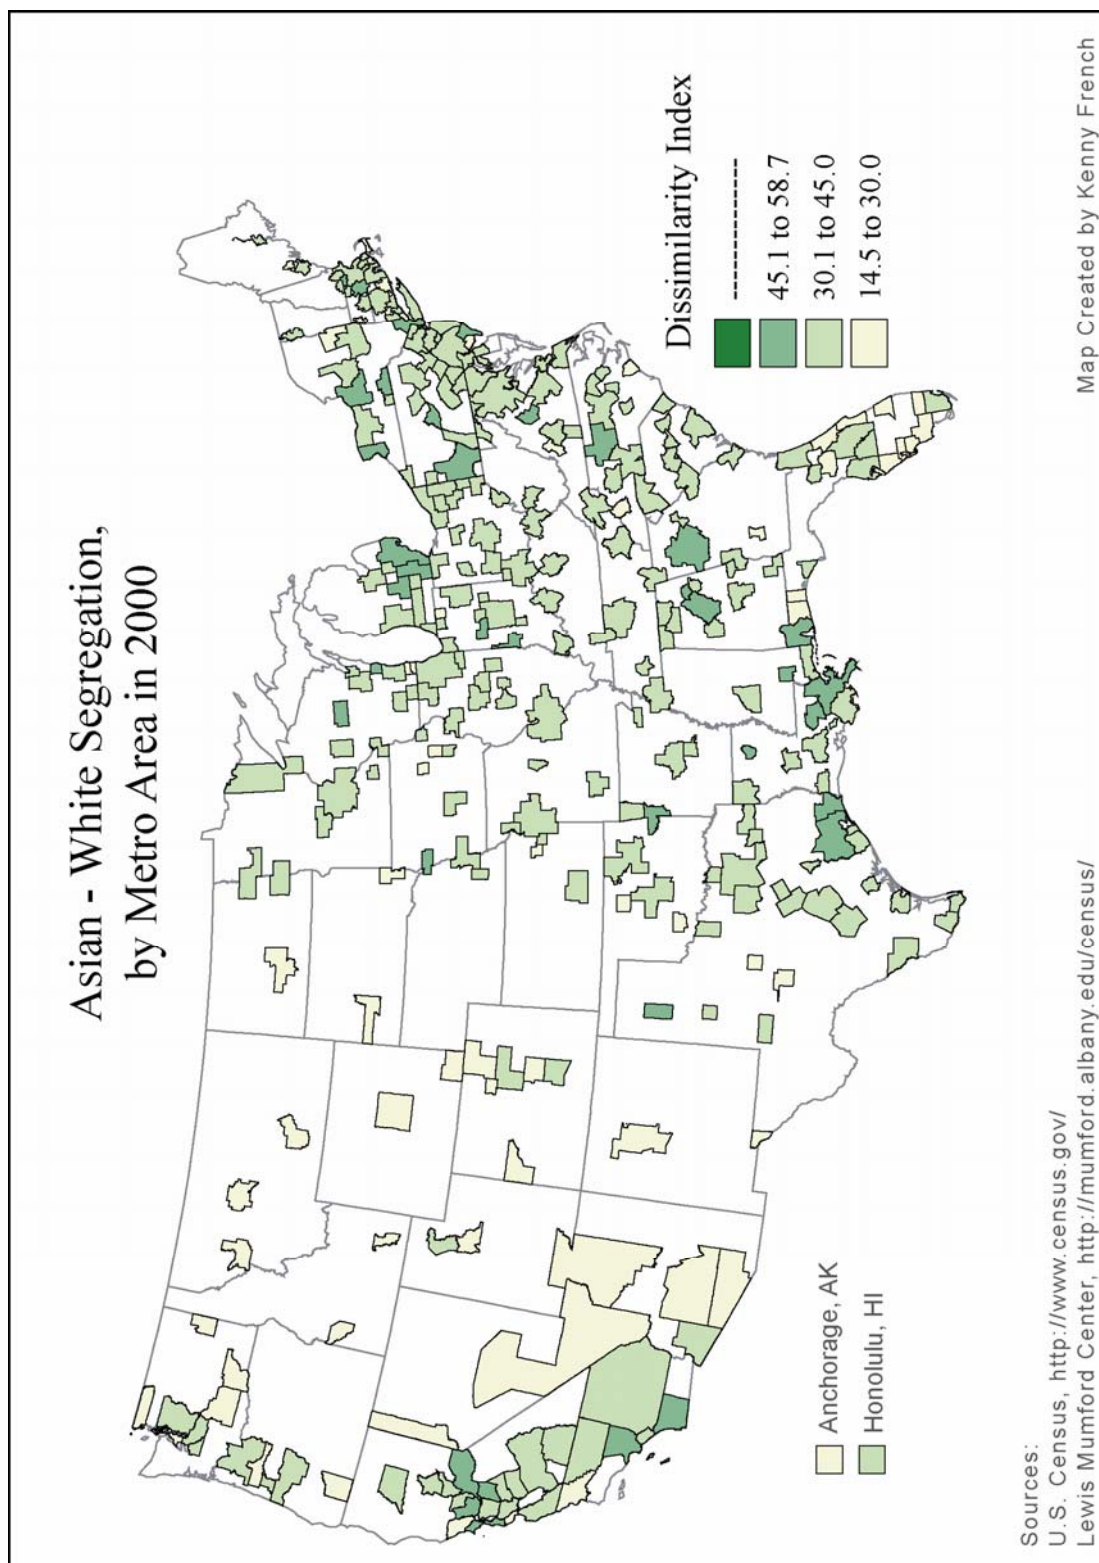 Asian - White Segregation,
by Metro Area in 2000
Dissimilarity Index
-----------
45.1 to 58.7
30.1 to 45.0
14.5 to 30.0
Anchorage, AK
Honolulu, HI
Sources:
U.S. Census, http://www.census.gov/
Lewis Mumford Center, http://mumford.albany.edu/census/
Map Created by Kenny French